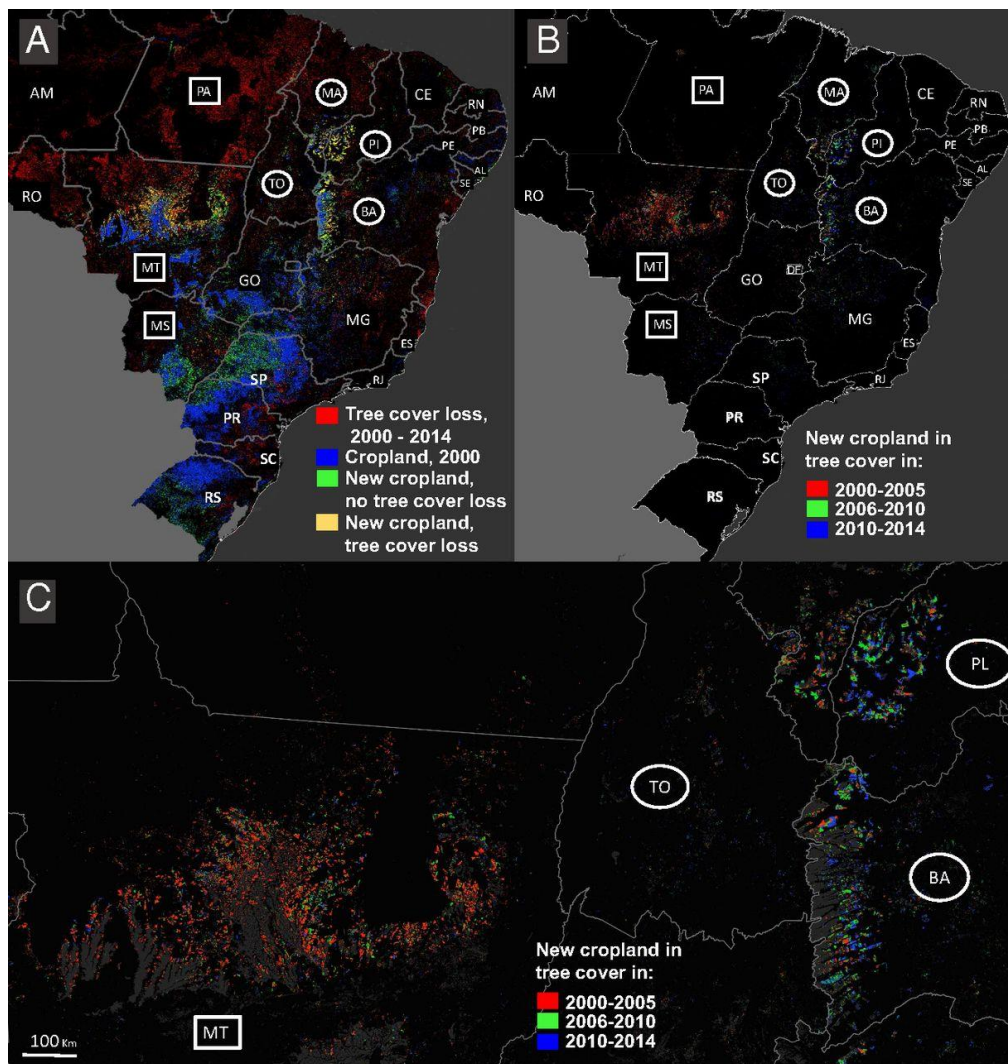 A
AM
PA
MA
CE
RN
PB
PE
AL
SE
PI
TO
BA
RO
MT
GO
MS
MG
ES
RJ
SP
PR
SC
RS
Tree cover loss,
2000 - 2014
Cropland, 2000
New cropland,
no tree cover loss
New cropland,
tree cover loss
B
AM
PA
MA
CE
RN
PB
PE
AL
SE
PI
TO
BA
RO
MT
GO
DF
MS
MG
ES
RJ
SP
PR
SC
RS
New cropland in
tree cover in:
2000-2005
2006-2010
2010-2014
C
PL
TO
BA
MT
100 Km
New cropland in
tree cover in:
2000-2005
2006-2010
2010-2014